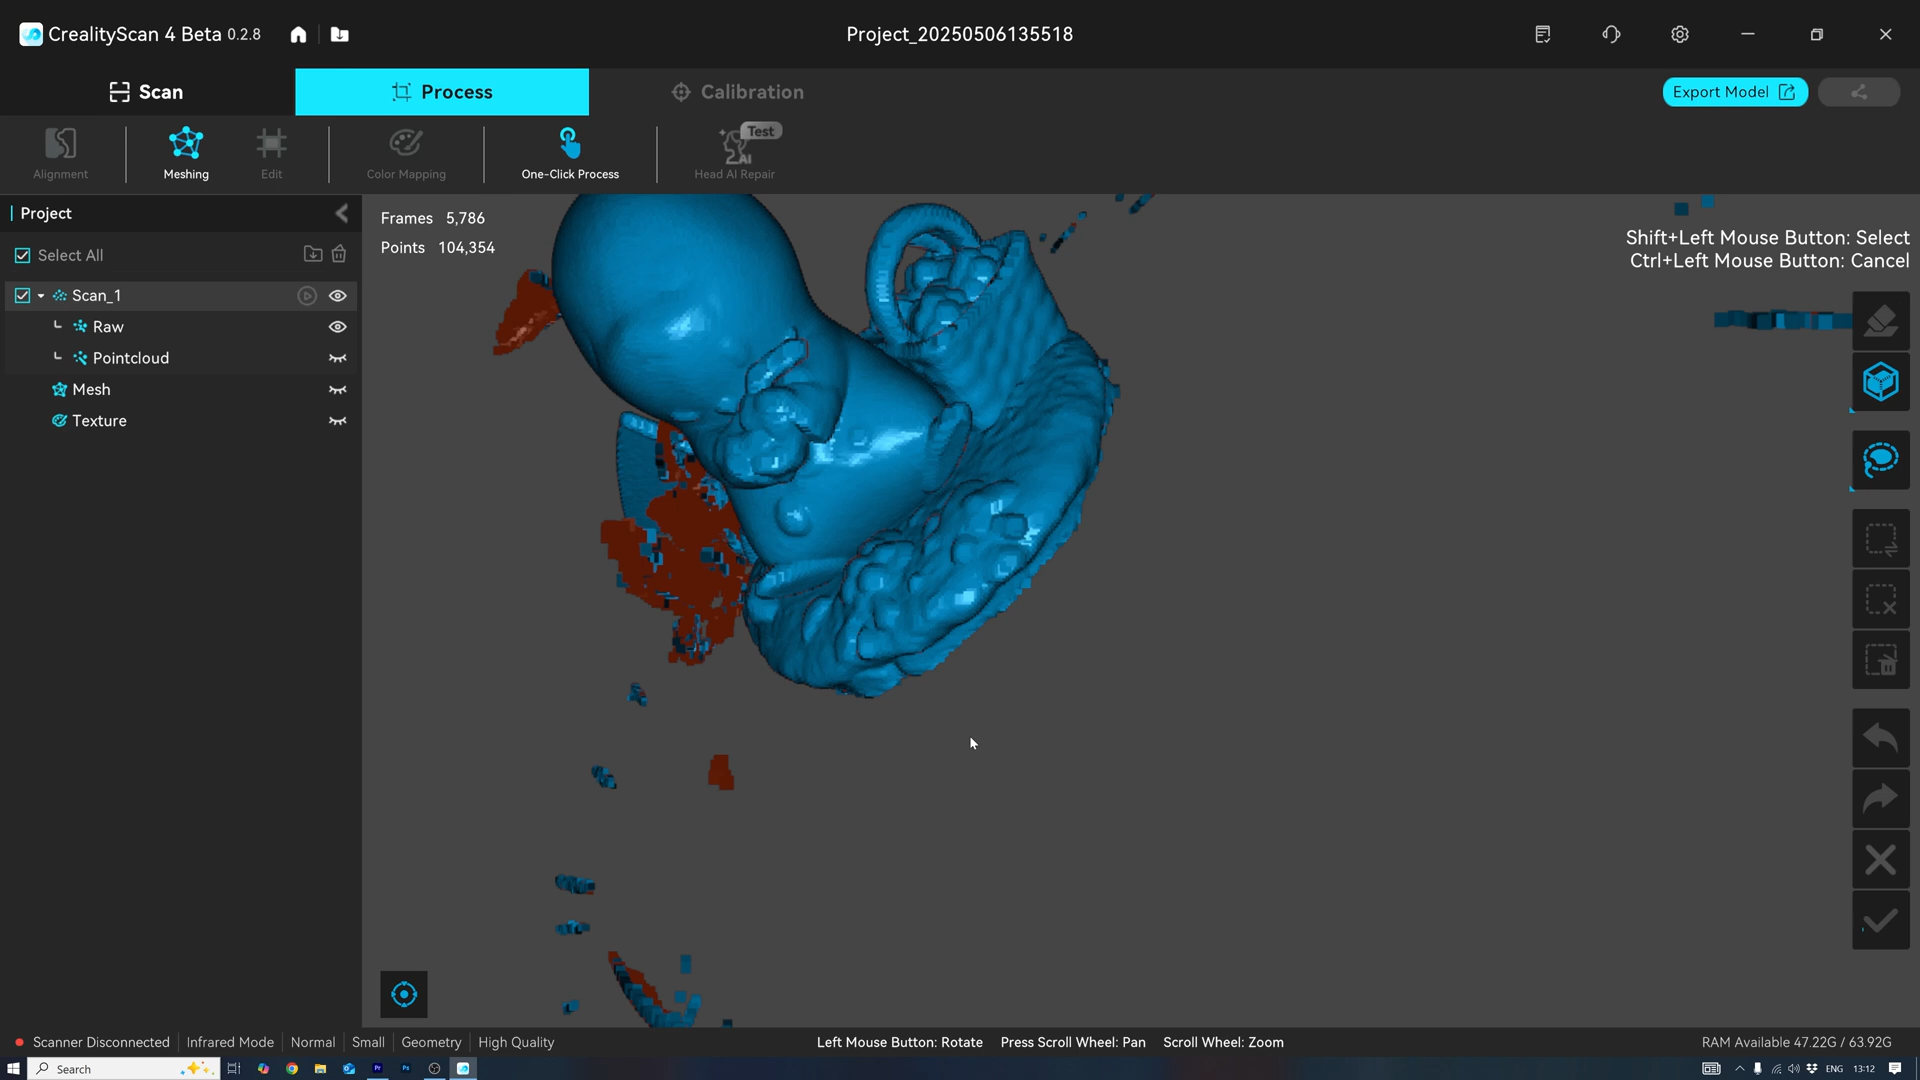 CrealityScan 4 Beta 0.2.8
Project_20250506135518
Scan
Process
Calibration
Export Model
Alignment
Meshing
Edit
Color Mapping
One-Click Process
Test
AI
Head AI Repair
Project
Select All
Scan_1
Raw
Pointcloud
Mesh
Texture
Frames 5,786
Points 104,354
Shift+Left Mouse Button: Select
Ctrl+Left Mouse Button: Cancel
Scanner Disconnected
Infrared Mode
Normal
Small
Geometry
High Quality
Left Mouse Button: Rotate
Press Scroll Wheel: Pan
Scroll Wheel: Zoom
RAM Available 47.22G / 63.92G
Search
Pr
Ps
ENG
13:12